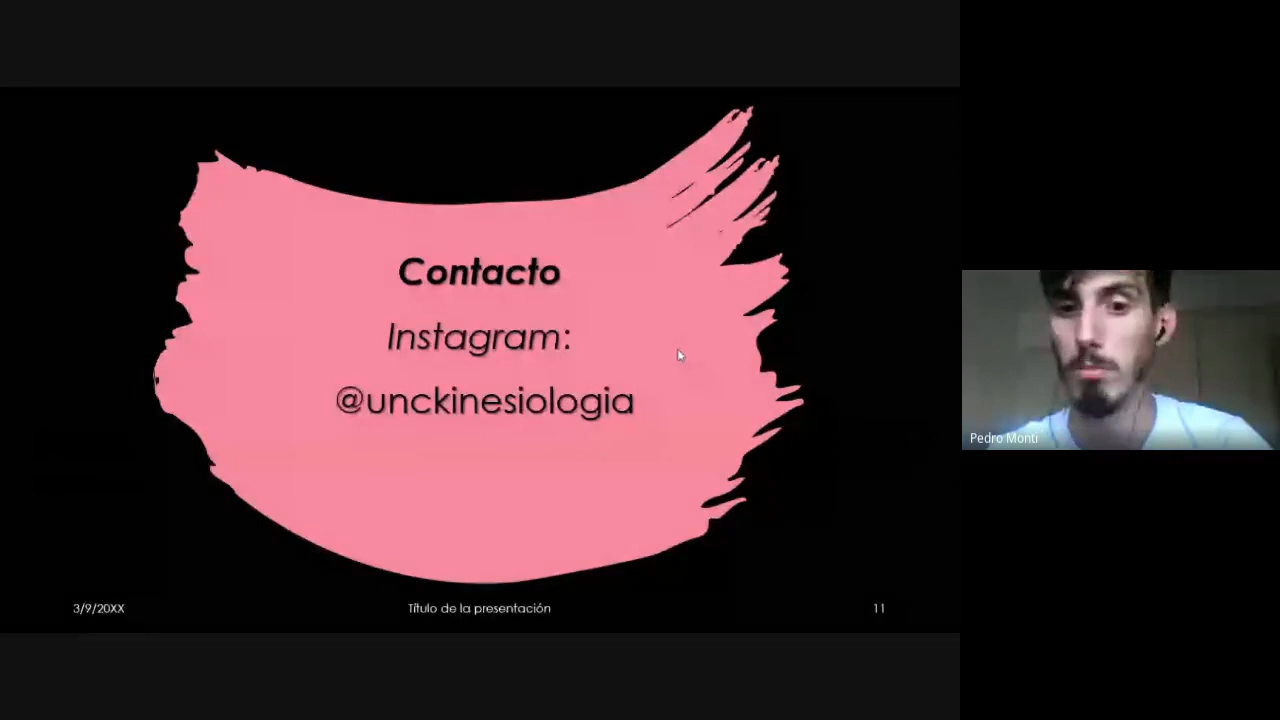 Contacto
Instagram:
@unckinesiologia
3/9/20XX
Título de la presentación
11
Pedro Monti